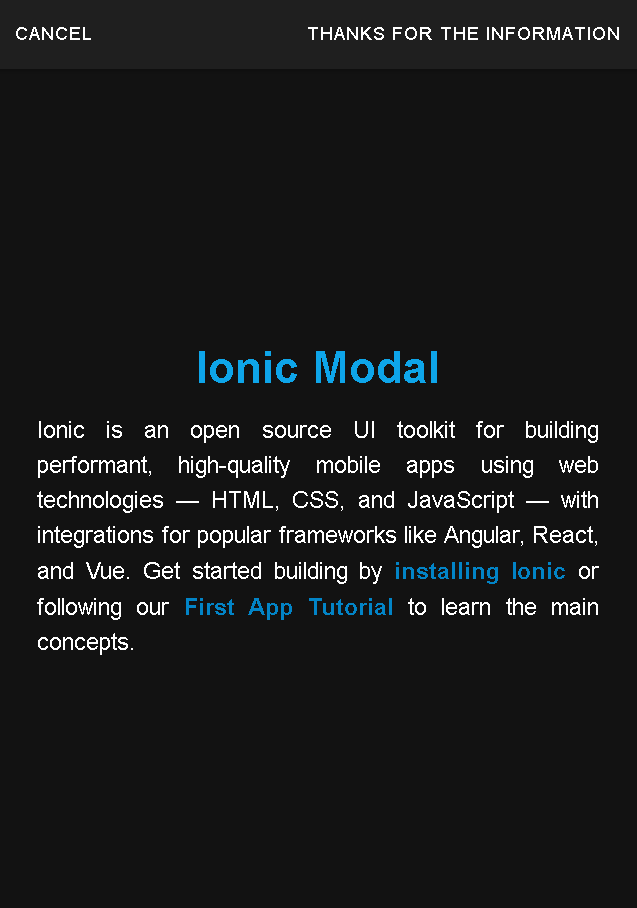 CANCEL
THANKS FOR THE INFORMATION
Ionic Modal
Ionic is an open source UI toolkit for building
performant, high-quality mobile apps using web
technologies — HTML, CSS, and JavaScript — with
integrations for popular frameworks like Angular, React,
and Vue. Get started building by installing Ionic or
following our First App Tutorial to learn the main
concepts.